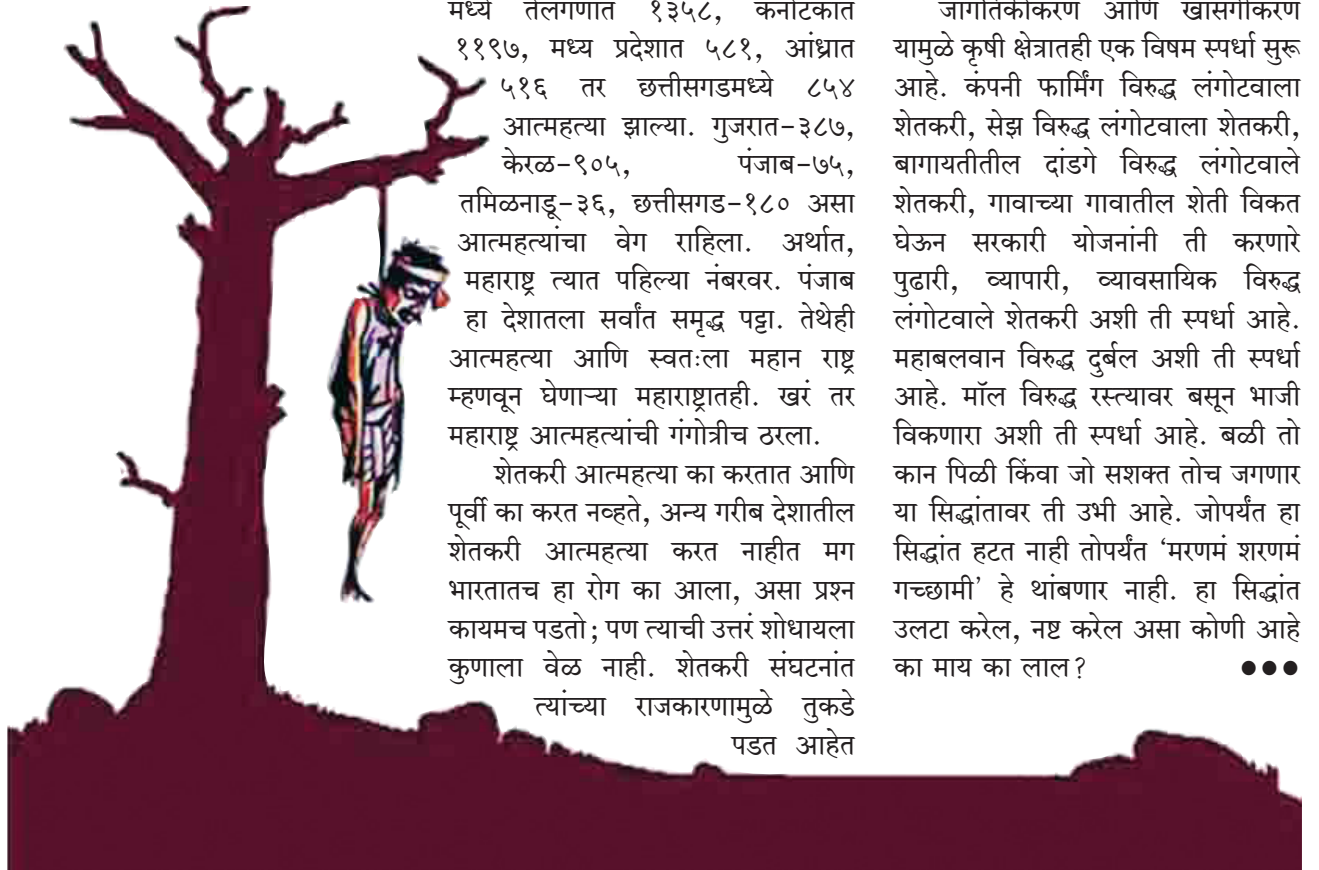 मध्ये तेलंगणात १३५८, कर्नाटकात
११९७, मध्य प्रदेशात ५८१, आंध्रात
५१६ तर छत्तीसगडमध्ये ८५४
आत्महत्या झाल्या. गुजरात-३८७,
केरळ-९०५, पंजाब-७५,
तमिळनाडू-३६, छत्तीसगड-१८० असा
आत्महत्यांचा वेग राहिला. अर्थात,
महाराष्ट्र त्यात पहिल्या नंबरवर. पंजाब
हा देशातला सर्वांत समृद्ध पट्टा. तेथेही
आत्महत्या आणि स्वतःला महान राष्ट्र
म्हणवून घेणाऱ्या महाराष्ट्रातही. खरं तर
महाराष्ट्र आत्महत्यांची गंगोत्रीच ठरला.
शेतकरी आत्महत्या का करतात आणि
पूर्वी का करत नव्हते, अन्य गरीब देशातील
शेतकरी आत्महत्या करत नाहीत मग
भारतातच हा रोग का आला, असा प्रश्न
कायमच पडतो; पण त्याची उत्तरं शोधायला
कुणाला वेळ नाही. शेतकरी संघटनांत
त्यांच्या राजकारणामुळे तुकडे
पडत आहेत
जागतिकीकरण आणि खासगीकरण
यामुळे कृषी क्षेत्रातही एक विषम स्पर्धा सुरू
आहे. कंपनी फार्मिंग विरुद्ध लंगोटवाला
शेतकरी, सेझ विरुद्ध लंगोटवाला शेतकरी,
बागायतीतील दांडगे विरुद्ध लंगोटवाले
शेतकरी, गावाच्या गावातील शेती विकत
घेऊन सरकारी योजनांनी ती करणारे
पुढारी, व्यापारी, व्यावसायिक विरुद्ध
लंगोटवाले शेतकरी अशी ती स्पर्धा आहे.
महाबलवान विरुद्ध दुर्बल अशी ती स्पर्धा
आहे. मॉल विरुद्ध रस्त्यावर बसून भाजी
विकणारा अशी ती स्पर्धा आहे. बळी तो
कान पिळी किंवा जो सशक्त तोच जगणार
या सिद्धांतावर ती उभी आहे. जोपर्यंत हा
सिद्धांत हटत नाही तोपर्यंत ‘मरणमं शरणमं
गच्छामी’ हे थांबणार नाही. हा सिद्धांत
उलटा करेल, नष्ट करेल असा कोणी आहे
का माय का लाल? ●●●